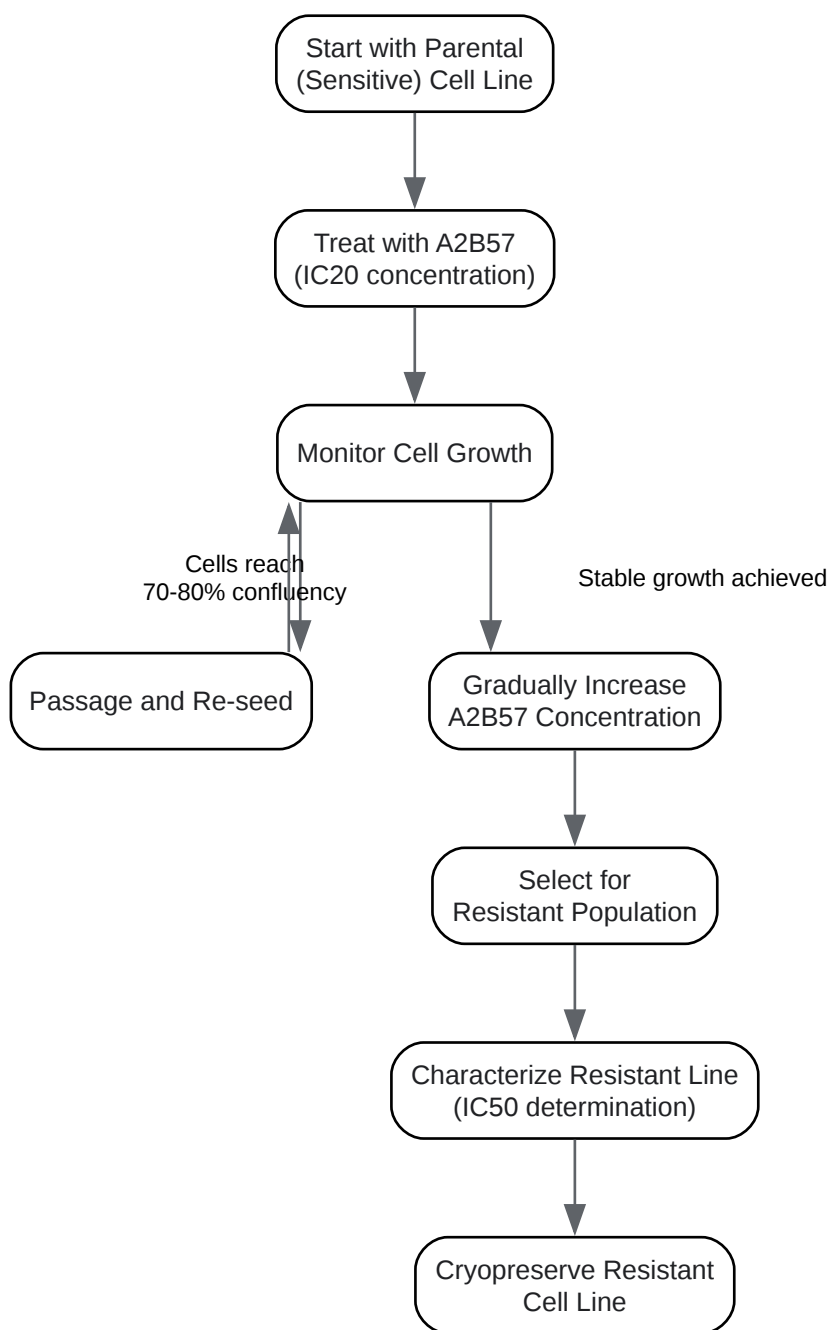 Start with Parental
(Sensitive) Cell Line
Treat with A2B57
(IC20 concentration)
Monitor Cell Growth
Cells reach
70-80% confluency
Stable growth achieved
Passage and Re-seed
Gradually Increase
A2B57 Concentration
Select for
Resistant Population
Characterize Resistant Line
(IC50 determination)
Cryopreserve Resistant
Cell Line